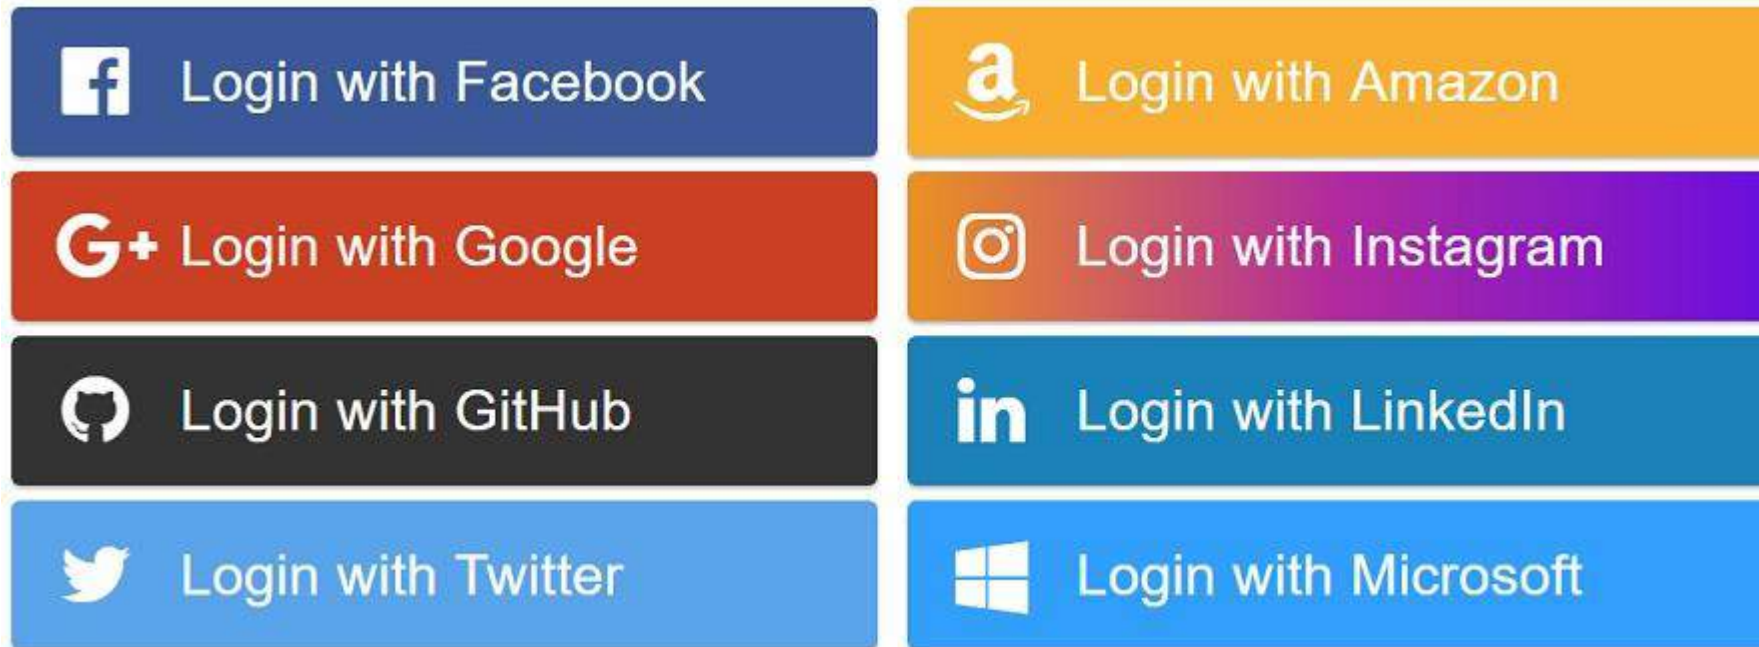 Login with Facebook
Login with Amazon
G+ Login with Google
Login with Instagram
Login with GitHub
in Login with LinkedIn
Login with Twitter
Login with Microsoft